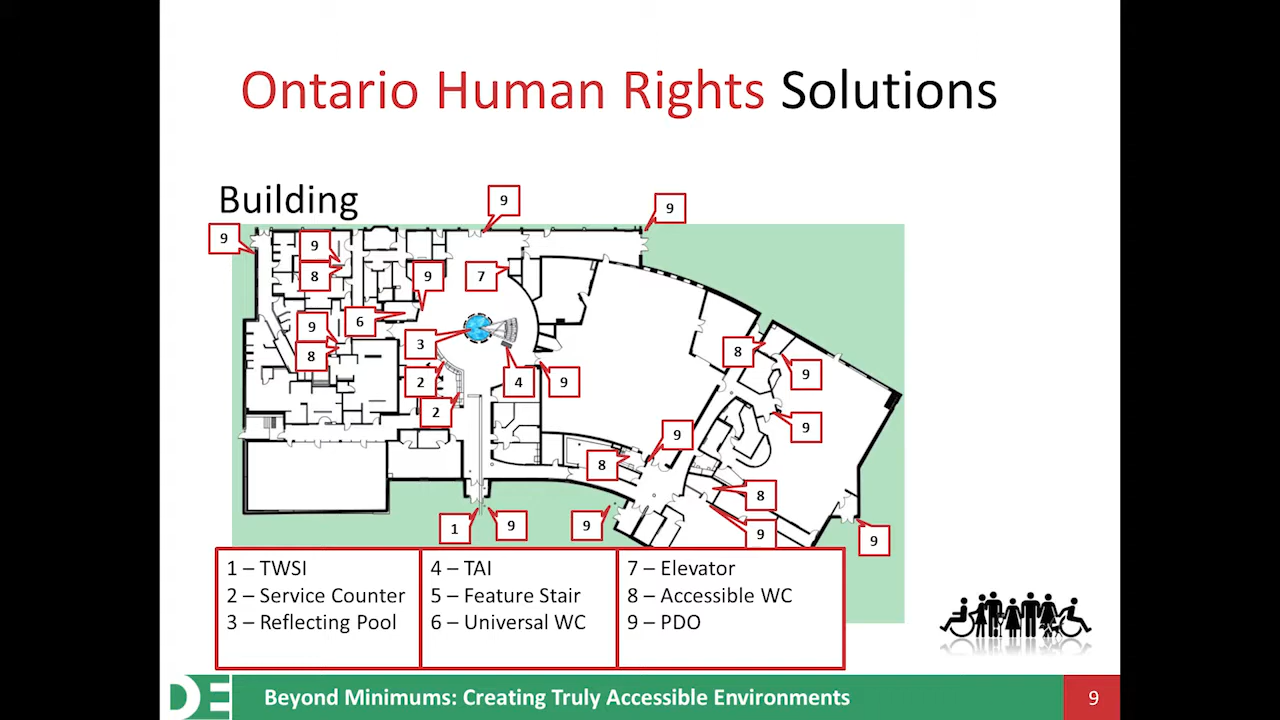 Ontario Human Rights Solutions
Building
9
9
9
9
8
9
7
6
9
8
3
2
4
9
2
8
9
9
9
8
8
1
9
9
9
9
1 – TWSI
2 – Service Counter
3 – Reflecting Pool
4 – TAI
5 – Feature Stair
6 – Universal WC
7 – Elevator
8 – Accessible WC
9 – PDO
DE
Beyond Minimums: Creating Truly Accessible Environments
9